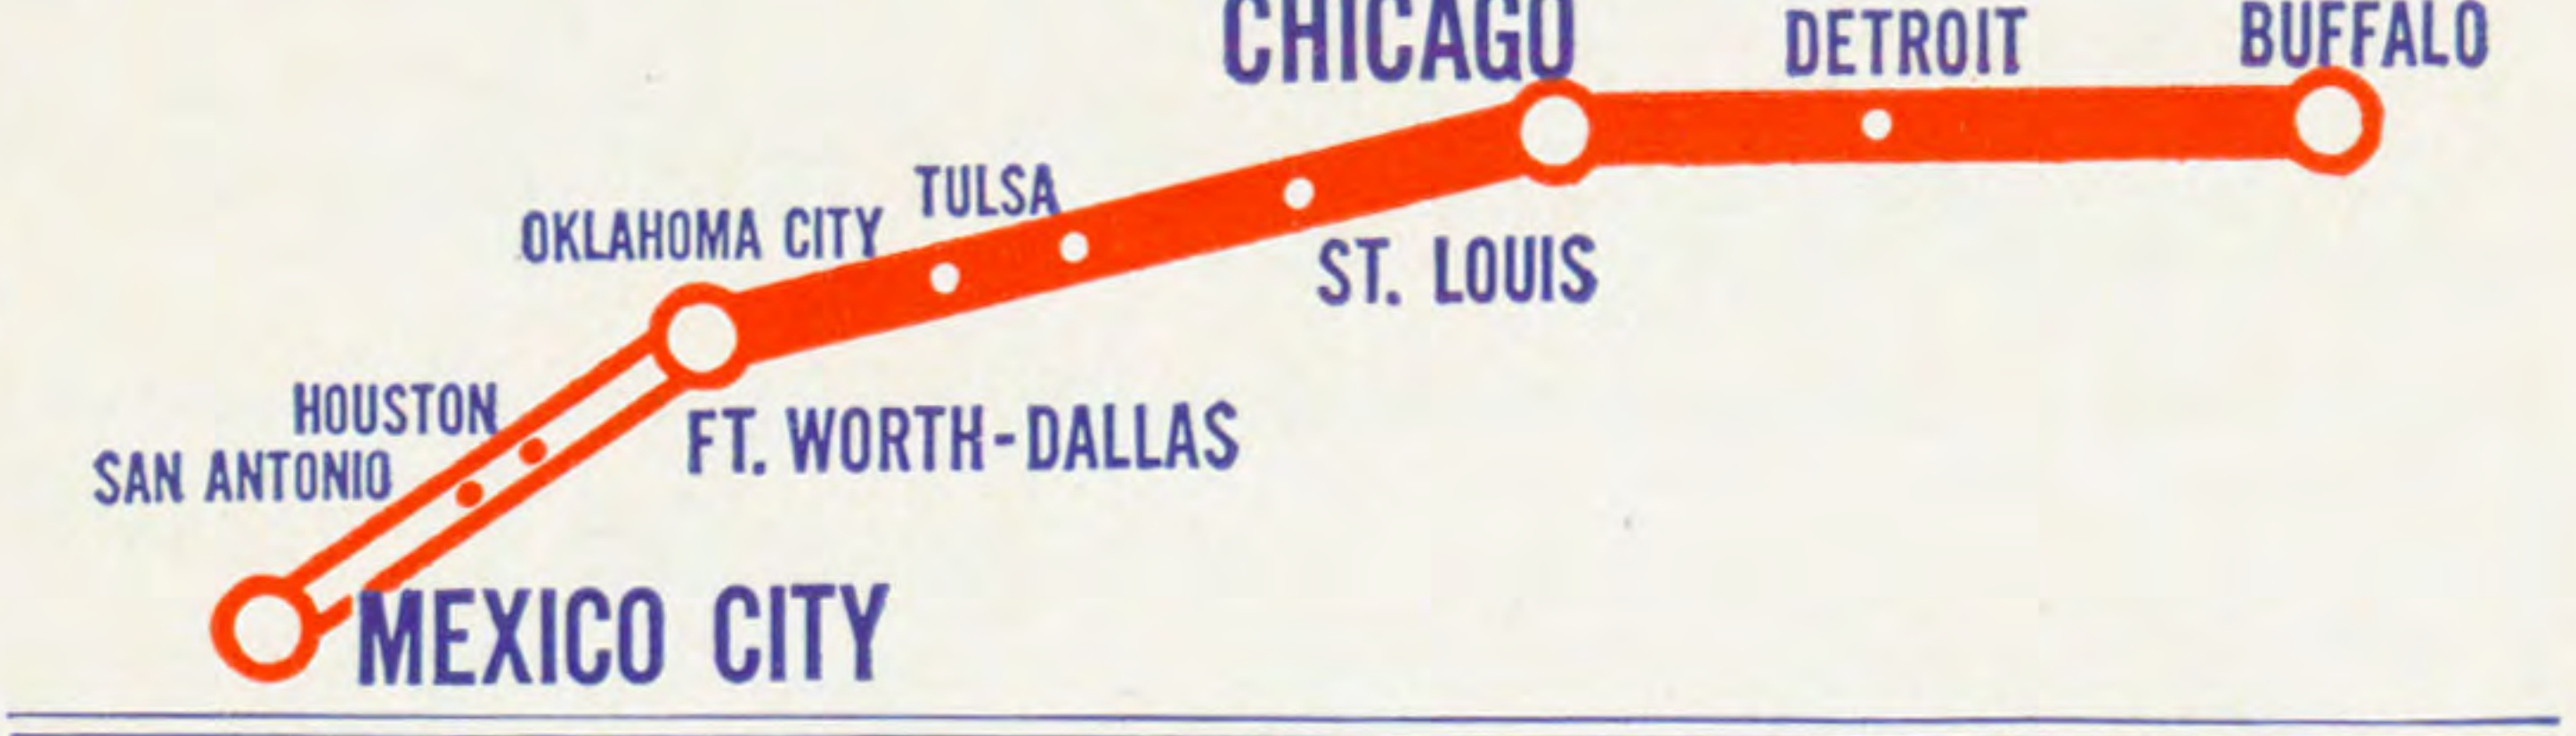 CHICAGO
DETROIT
BUFFALO
TULSA
OKLAHOMA CITY
ST. LOUIS
HOUSTON
FT. WORTH-DALLAS
SAN ANTONIO
MEXICO CITY